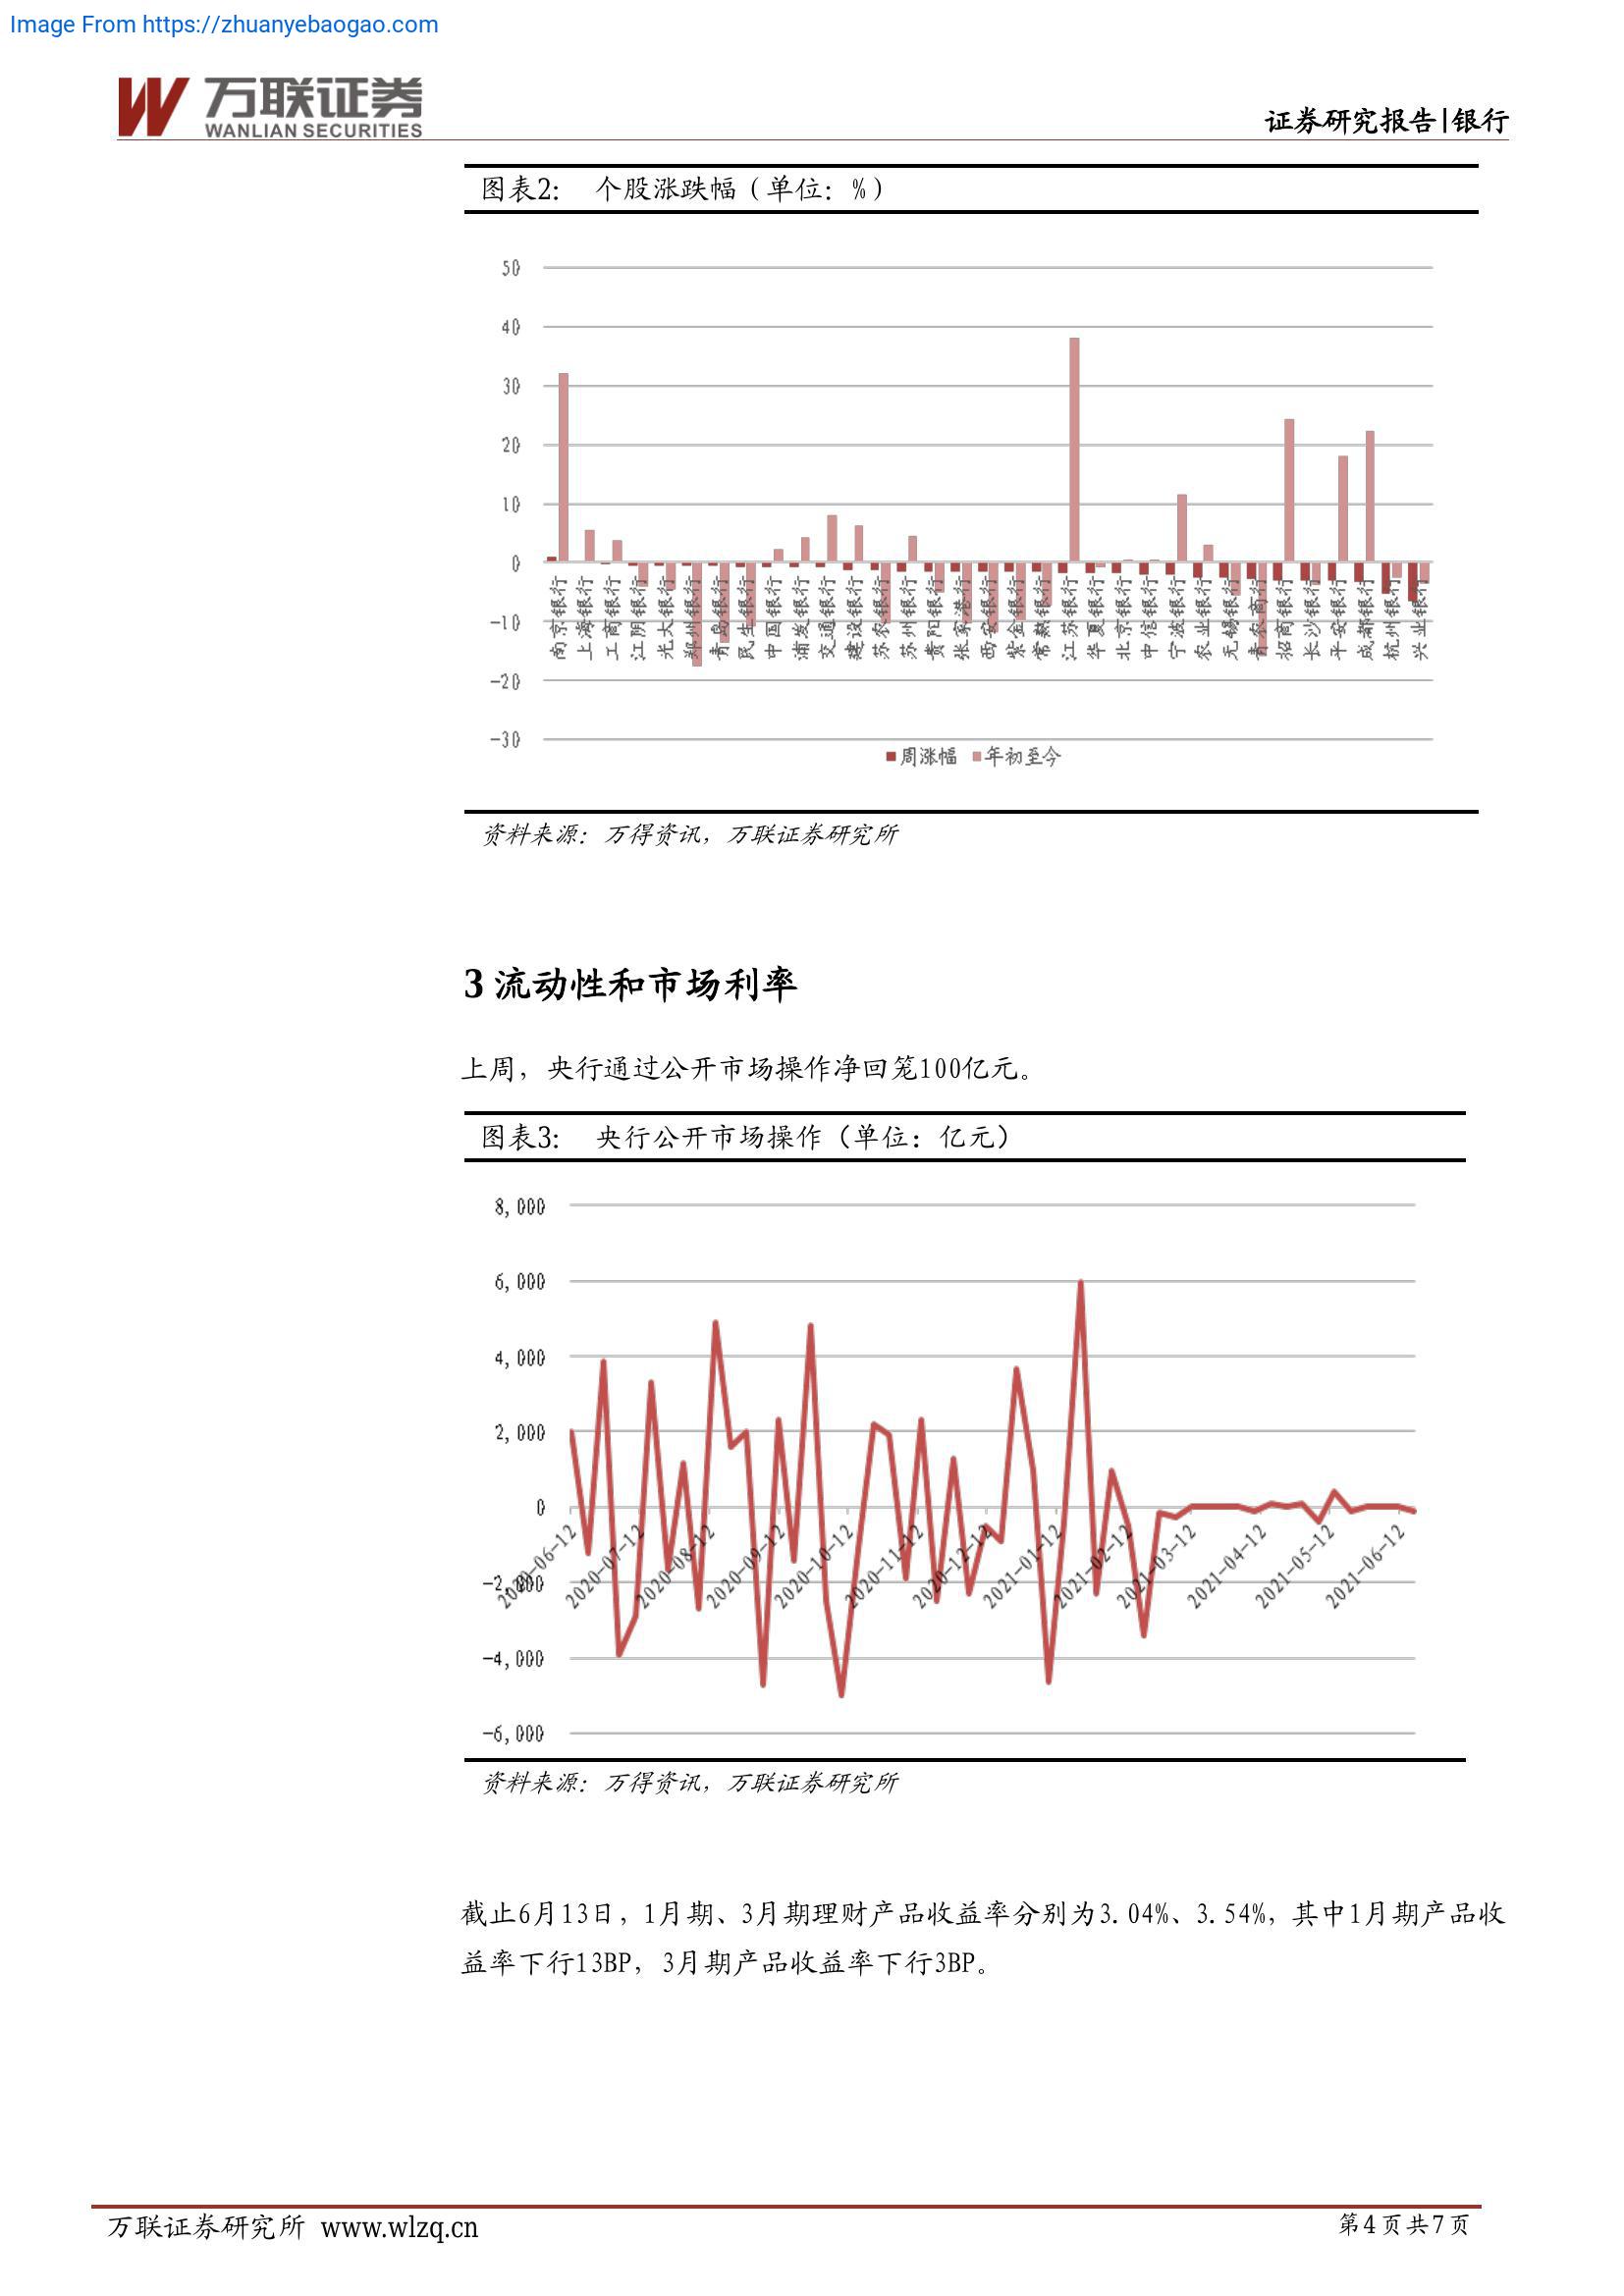 Image From https://zhuanyebaogao.com
万联证券
WANLIAN SECURITIES
证券研究报告|银行
图表2： 个股涨跌幅（单位：%）
50
40
30
20
10
0
-10
-20
-30
南京银行
上海银行
工商银行
江阴银行
光大银行
郑州银行
青岛银行
民生银行
中国银行
浦发银行
交通银行
建设银行
苏农银行
苏州银行
贵阳银行
张家港行
西安银行
紫金银行
常熟银行
江苏银行
华夏银行
北京银行
中信银行
宁波银行
农业银行
无锡银行
青农商行
招商银行
长沙银行
平安银行
成都银行
杭州银行
兴业银行
周涨幅 年初至今
资料来源：万得资讯，万联证券研究所
3 流动性和市场利率
上周，央行通过公开市场操作净回笼100亿元。
图表3： 央行公开市场操作（单位：亿元）
8,000
6,000
4,000
2,000
0
-2,000
-4,000
-6,000
2020-06-12
2020-07-12
2020-08-12
2020-09-12
2020-10-12
2020-11-12
2020-12-12
2021-01-12
2021-02-12
2021-03-12
2021-04-12
2021-05-12
2021-06-12
资料来源：万得资讯，万联证券研究所
截止6月13日，1月期、3月期理财产品收益率分别为3.04%、3.54%，其中1月期产品收
益率下行13BP，3月期产品收益率下行3BP。
万联证券研究所 www.wlzq.cn
第4页共7页